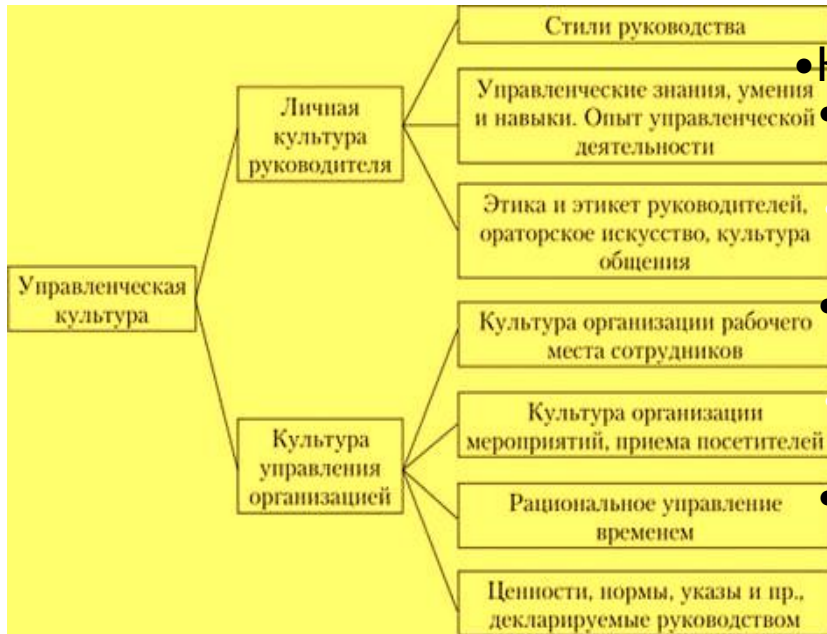 Стили руководства
Управленческие знания, умения
и навыки. Опыт управленческой
деятельности
Личная
культура
руководителя
Этика и этикет руководителей,
ораторское искусство, культура
общения
Управленческая
культура
Культура организации рабочего
места сотрудников
Культура организации
мероприятий, приема посетителей
Культура
управления
организацией
Рациональное управление
временем
Ценности, нормы, указы и пр.,
декларируемые руководством